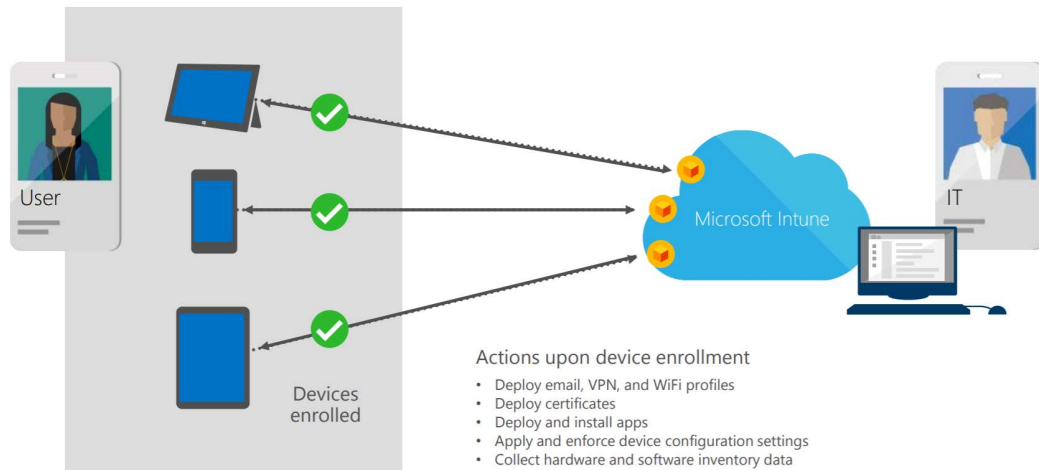 User
Microsoft Intune
IT
Devices
enrolled
Actions upon device enrollment
• Deploy email, VPN, and WiFi profiles
• Deploy certificates
• Deploy and install apps
• Apply and enforce device configuration settings
• Collect hardware and software inventory data